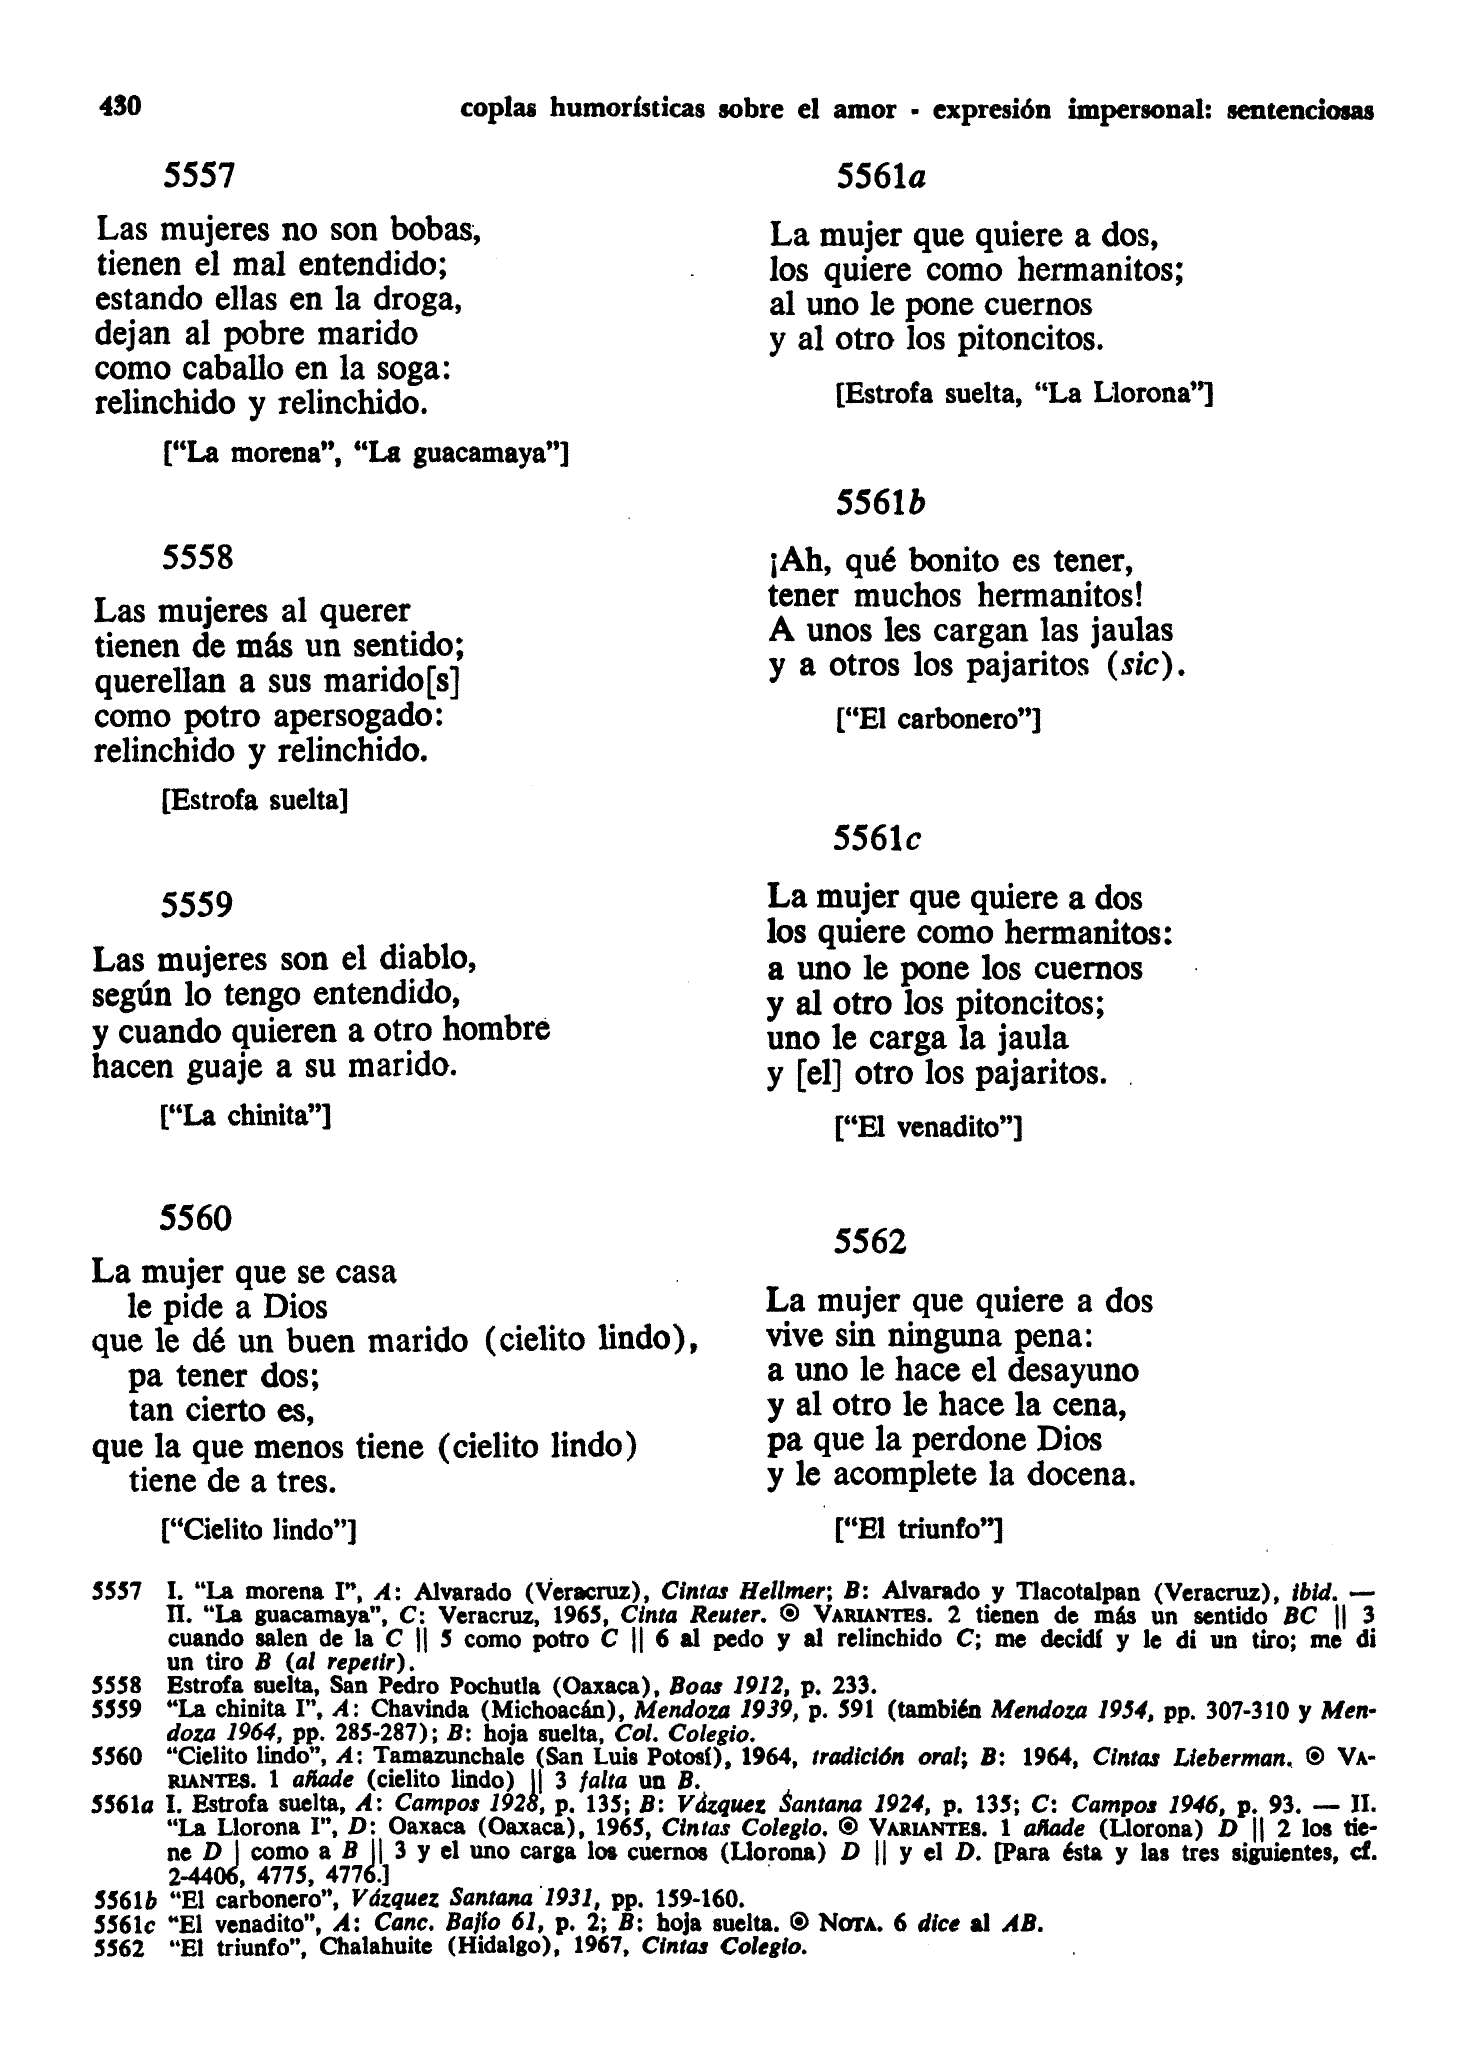 430
coplas humorísticas sobre el amor - expresión impersonal: sentenciosas
5557
Las mujeres no son bobas,
tienen el mal entendido;
estando ellas en la droga,
dejan al pobre marido
como caballo en la soga:
relinchido y relinchido.
[“La morena”, “La guacamaya”]
5558
Las mujeres al querer
tienen de más un sentido;
querellan a sus marido[s]
como potro apersogado:
relinchido y relinchido.
[Estrofa suelta]
5559
Las mujeres son el diablo,
según lo tengo entendido,
y cuando quieren a otro hombre
hacen guaje a su marido.
[“La chinita”]
5560
La mujer que se casa
le pide a Dios
que le dé un buen marido (cielito lindo),
pa tener dos;
tan cierto es,
que la que menos tiene (cielito lindo)
tiene de a tres.
[“Cielito lindo”]
5561a
La mujer que quiere a dos,
los quiere como hermanitos;
al uno le pone cuernos
y al otro los pitoncitos.
[Estrofa suelta, “La Llorona”]
5561b
¡Ah, qué bonito es tener,
tener muchos hermanitos!
A unos les cargan las jaulas
y a otros los pajaritos (sic).
[“El carbonero”]
5561c
La mujer que quiere a dos
los quiere como hermanitos:
a uno le pone los cuernos
y al otro los pitoncitos;
uno le carga la jaula
y [el] otro los pajaritos.
[“El venadito”]
5562
La mujer que quiere a dos
vive sin ninguna pena:
a uno le hace el desayuno
y al otro le hace la cena,
pa que la perdone Dios
y le acomplete la docena.
[“El triunfo”]
5557 I. “La morena I”, A: Alvarado (Veracruz), Cintas Hellmer; B: Alvarado y Tlacotalpan (Veracruz), ibid. —
II. “La guacamaya”, C: Veracruz, 1965, Cinta Reuter. ⊙ VARIANTES. 2 tienen de más un sentido BC || 3
cuando salen de la C || 5 como potro C || 6 al pedo y al relinchido C; me decidí y le di un tiro; me di
un tiro B (al repetir).
5558 Estrofa suelta, San Pedro Pochutla (Oaxaca), Boas 1912, p. 233.
5559 “La chinita I”, A: Chavinda (Michoacán), Mendoza 1939, p. 591 (también Mendoza 1954, pp. 307-310 y Men-
doza 1964, pp. 285-287); B: hoja suelta, Col. Colegio.
5560 “Cielito lindo”, A: Tamazunchale (San Luis Potosí), 1964, tradición oral; B: 1964, Cintas Lieberman. ⊙ VA-
RIANTES. 1 añade (cielito lindo) || 3 falta un B.
5561a I. Estrofa suelta, A: Campos 1928, p. 135; B: Vázquez Santana 1924, p. 135; C: Campos 1946, p. 93. — II.
“La Llorona I”, D: Oaxaca (Oaxaca), 1965, Cintas Colegio. ⊙ VARIANTES. 1 añade (Llorona) D || 2 los tie-
ne D | como a B || 3 y el uno carga los cuernos (Llorona) D || y el D. [Para ésta y las tres siguientes, cf.
2-4406, 4775, 4776.]
5561b “El carbonero”, Vázquez Santana 1931, pp. 159-160.
5561c “El venadito”, A: Canc. Bajío 61, p. 2; B: hoja suelta. ⊙ NOTA. 6 dice al AB.
5562 “El triunfo”, Chalahuite (Hidalgo), 1967, Cintas Colegio.